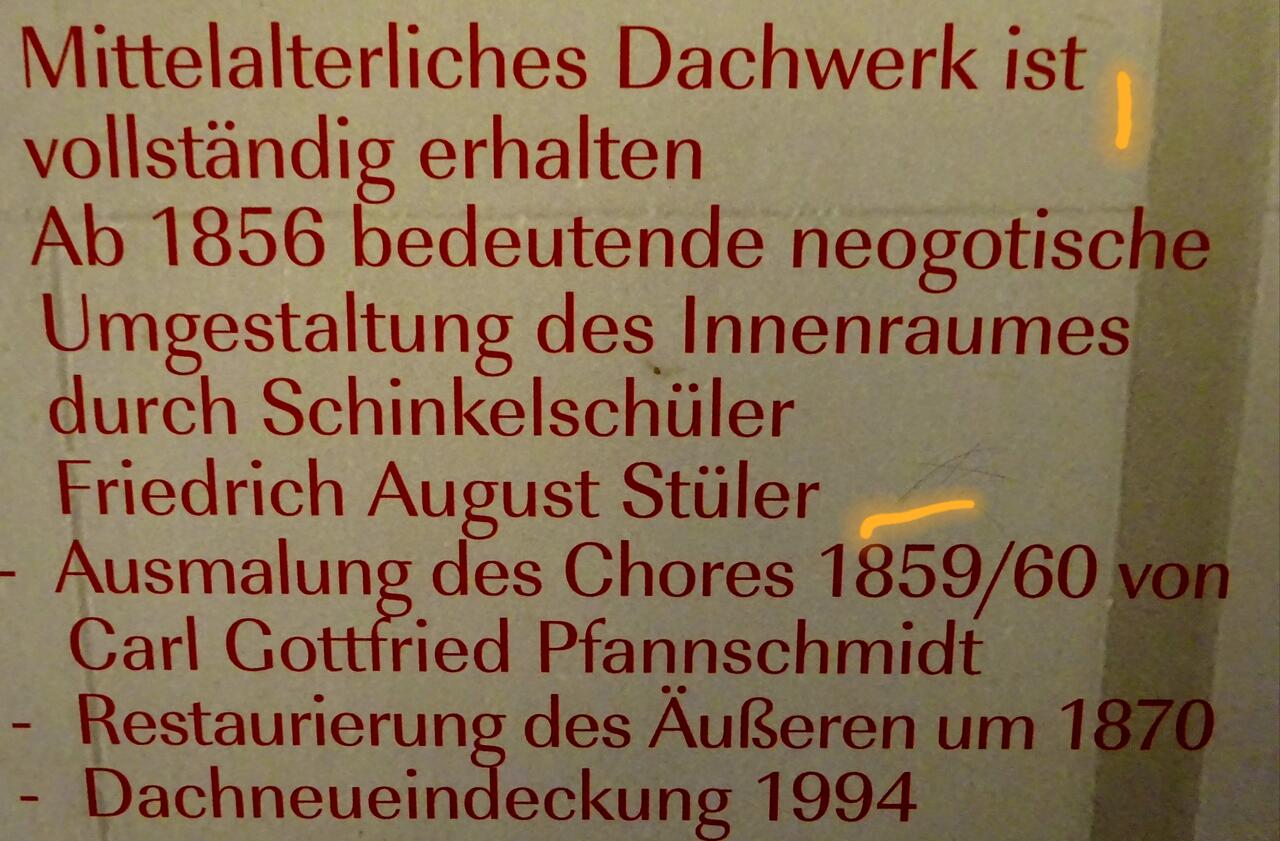 Mittelalterliches Dachwerk ist
vollständig erhalten
Ab 1856 bedeutende neogotische
Umgestaltung des Innenraumes
durch Schinkelschüler
Friedrich August Stüler
- Ausmalung des Chores 1859/60 von
Carl Gottfried Pfannschmidt
- Restaurierung des Äußeren um 1870
- Dachneueindeckung 1994